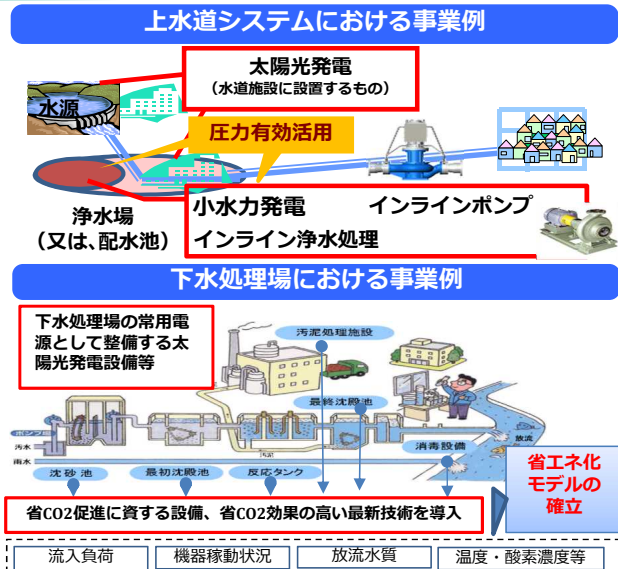 上水道システムにおける事業例
太陽光発電
（水道施設に設置するもの）
水源
圧力有効活用
浄水場
（又は、配水池）
小水力発電 インラインポンプ
インライン浄水処理
下水処理場における事業例
下水処理場の常用電
源として整備する太
陽光発電設備等
汚泥処理施設
最終沈殿池
ポンプ
汚水
雨水
汚泥
消毒設備
放流
沈砂池
最初沈殿池
反応タンク
省エネ化
モデルの
確立
省CO2促進に資する設備、省CO2効果の高い最新技術を導入
流入負荷
機器稼動状況
放流水質
温度・酸素濃度等